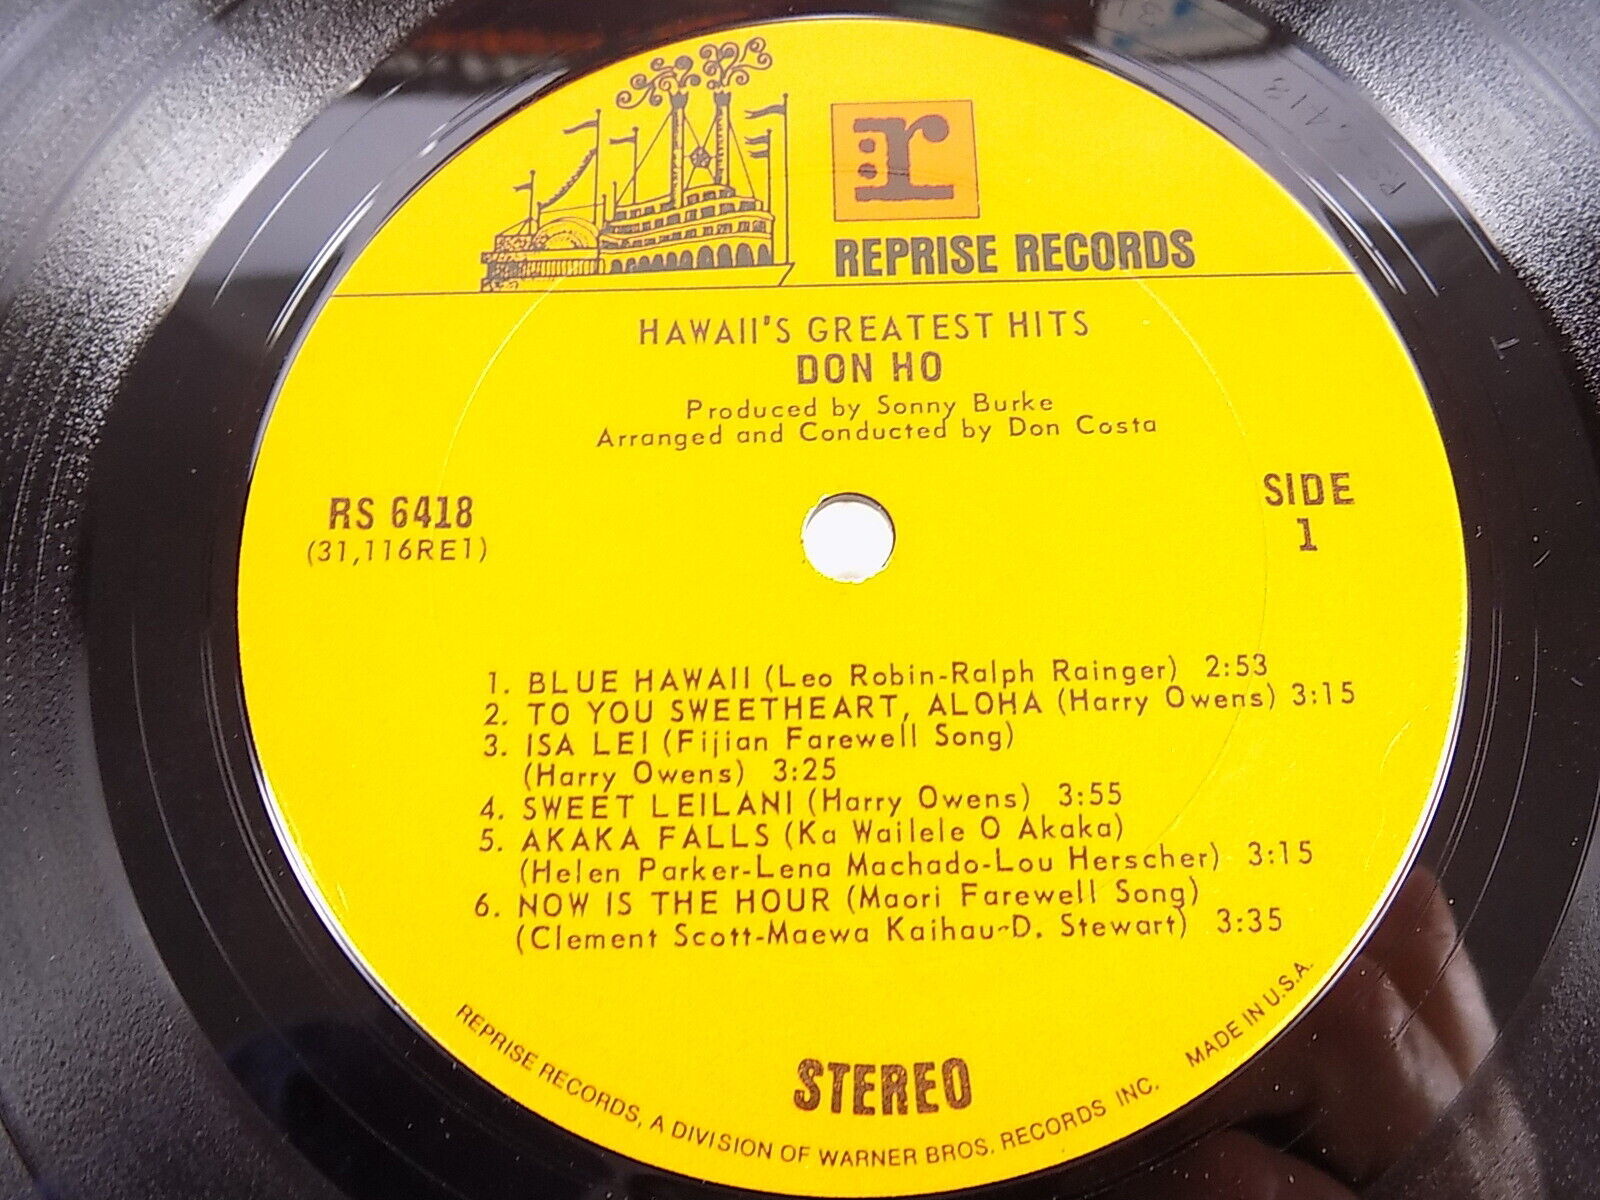 r
REPRISE RECORDS
HAWAII'S GREATEST HITS
DON HO
Produced by Sonny Burke
Arranged and Conducted by Don Costa
RS 6418
(31,116RE1)
SIDE
1
1. BLUE HAWAII (Leo Robin-Ralph Rainger) 2:53
2. TO YOU SWEETHEART, ALOHA (Harry Owens) 3:15
3. ISA LEI (Fijian Farewell Song)
(Harry Owens) 3:25
4. SWEET LEILANI (Harry Owens) 3:55
5. AKAKA FALLS (Ka Wailele O Akaka)
(Helen Parker-Lena Machado-Lou Herscher) 3:15
6. NOW IS THE HOUR (Maori Farewell Song)
(Clement Scott-Maewa Kaihau-D. Stewart) 3:35
STEREO
REPRISE RECORDS, A DIVISION OF WARNER BROS. RECORDS INC. MADE IN U.S.A.